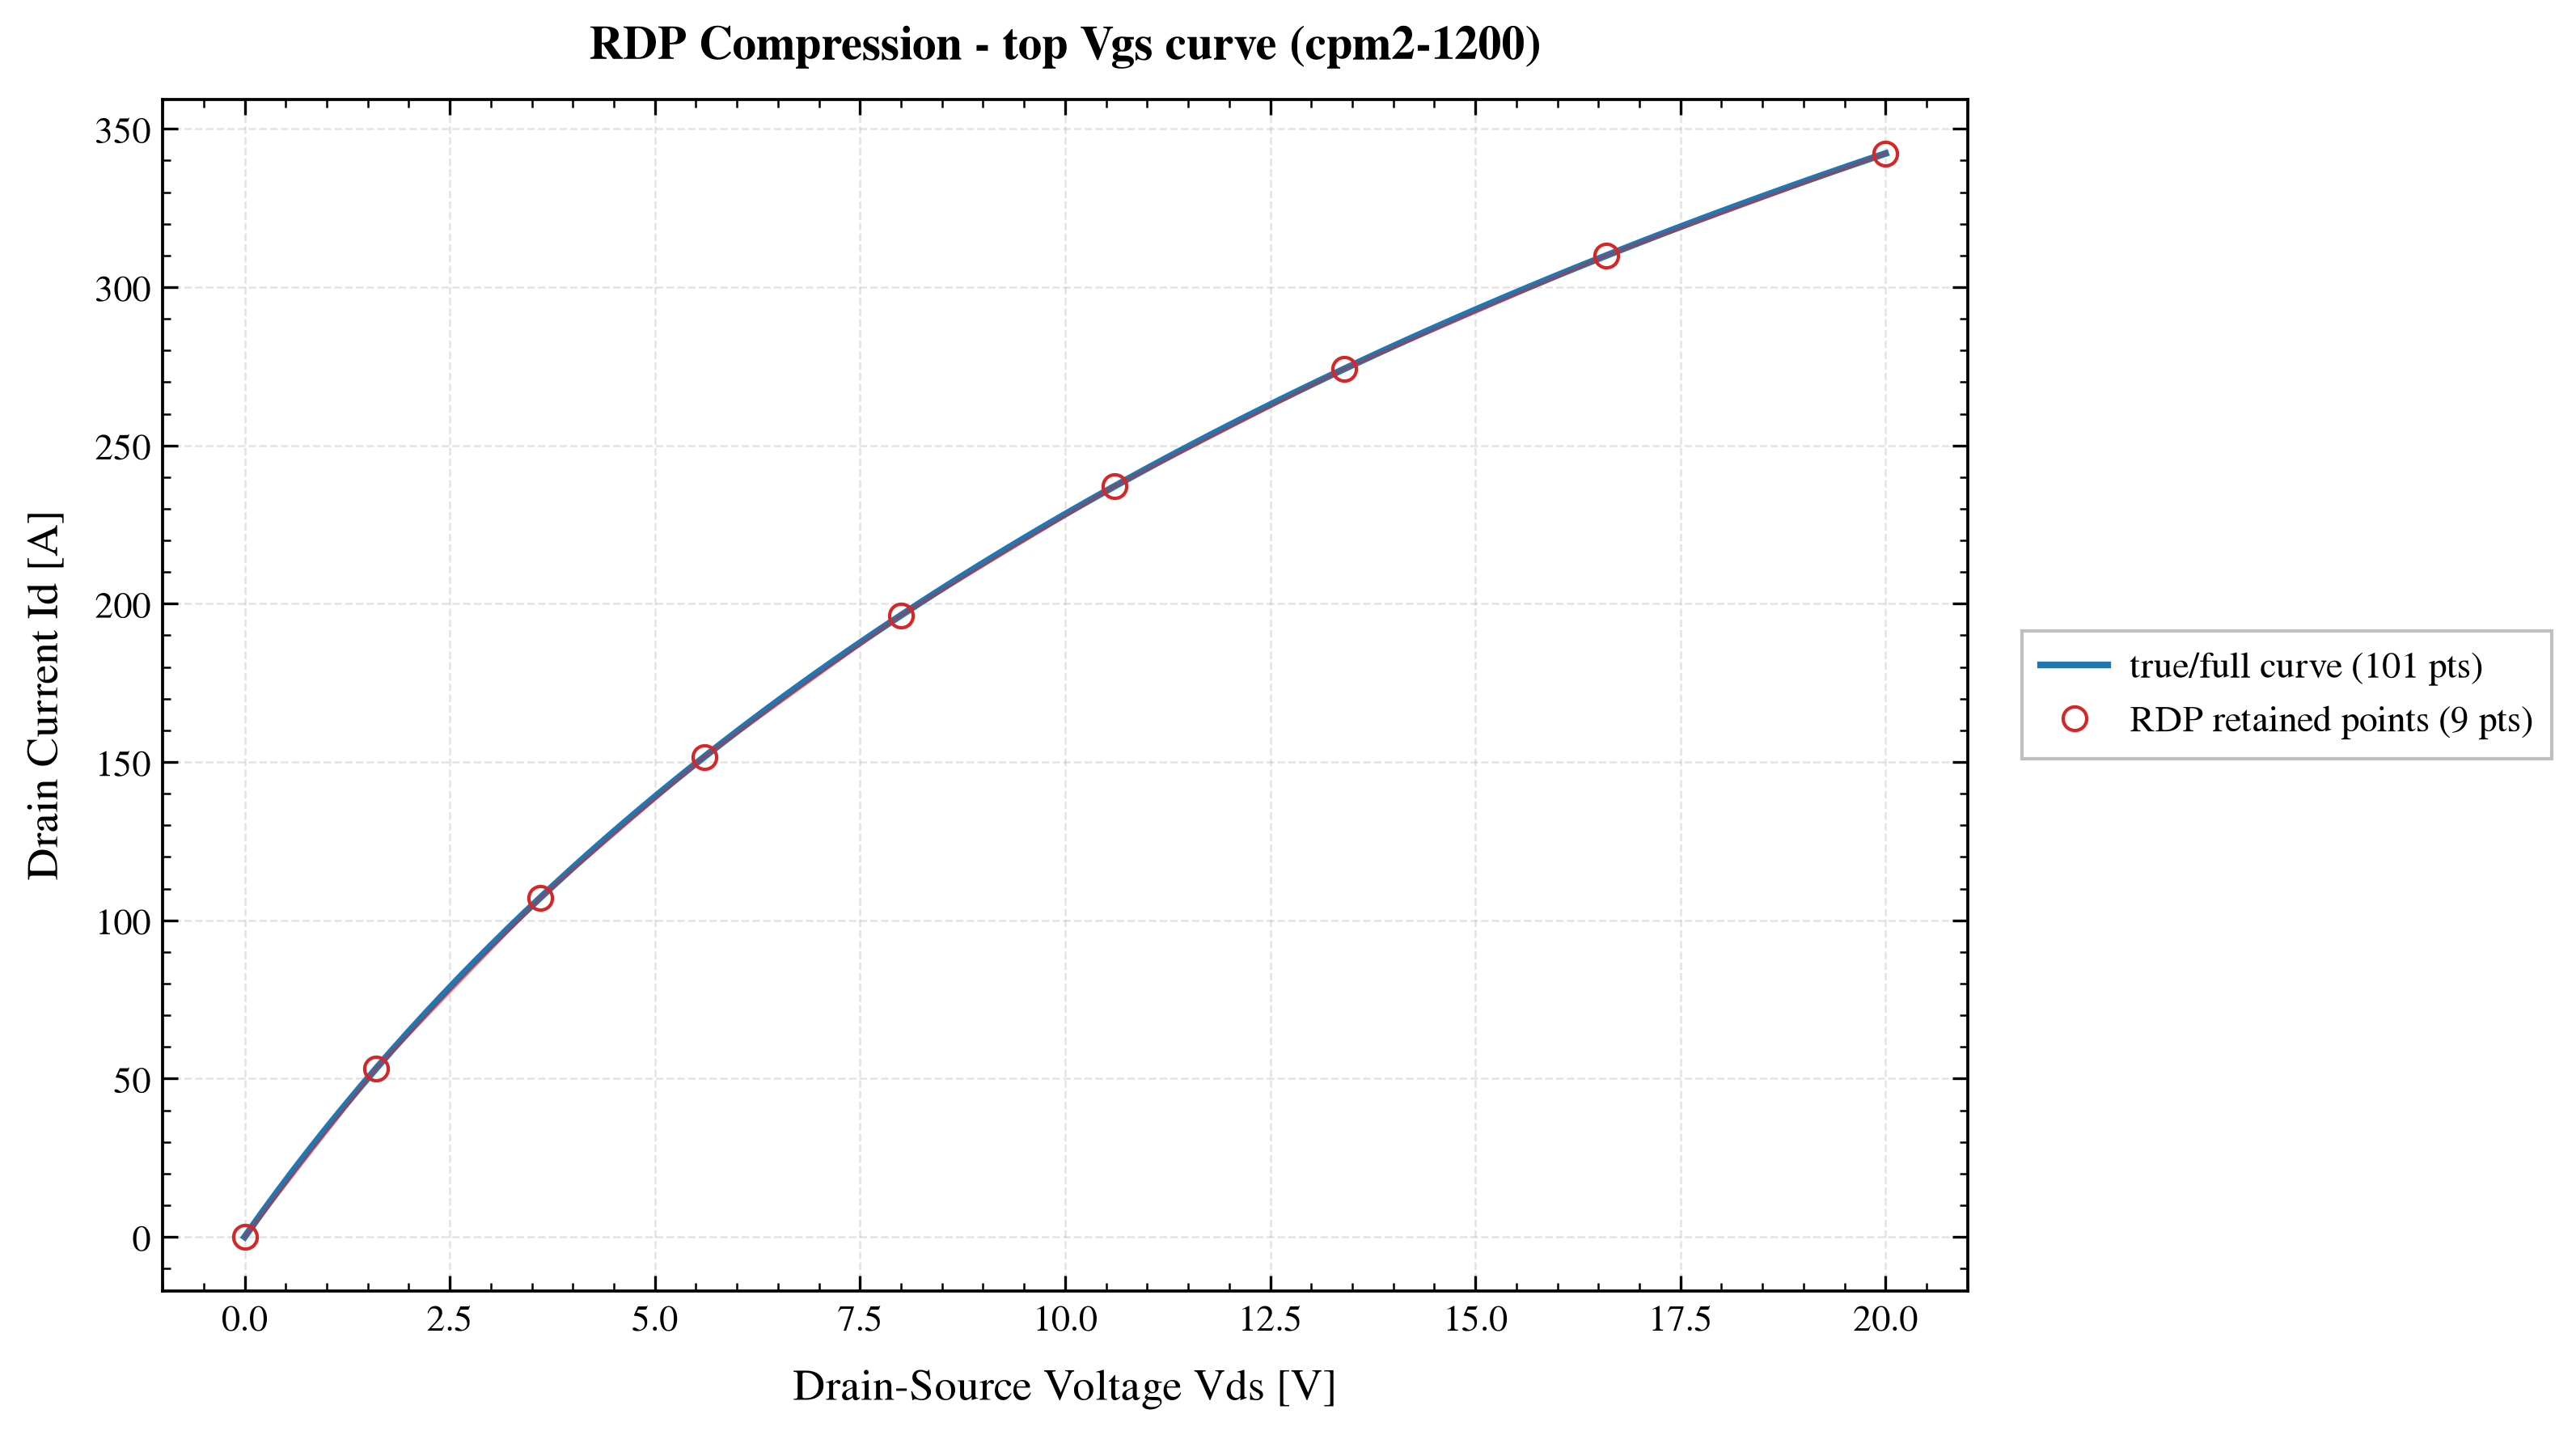 RDP Compression - top Vgs curve (cpm2-1200)
350
300
250
200
150
100
50
0
Drain Current Id [A]
0.0 2.5 5.0 7.5 10.0 12.5 15.0 17.5 20.0
Drain-Source Voltage Vds [V]
true/full curve (101 pts)
RDP retained points (9 pts)